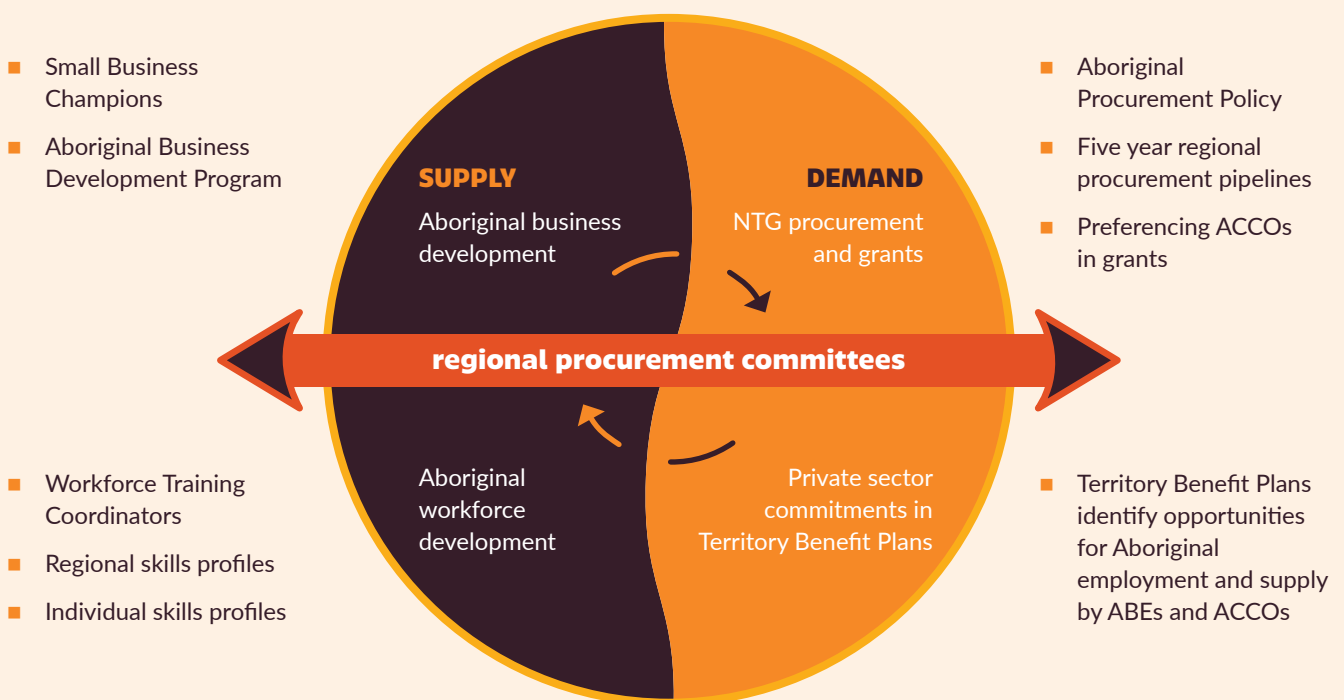 Small Business
Champions
Aboriginal Business
Development Program
SUPPLY
Aboriginal business
development
DEMAND
NTG procurement
and grants
Aboriginal
Procurement Policy
Five year regional
procurement pipelines
Preferencing ACCOs
in grants
regional procurement committees
Workforce Training
Coordinators
Regional skills profiles
Individual skills profiles
Aboriginal
workforce
development
Private sector
commitments in
Territory Benefit Plans
Territory Benefit Plans
identify opportunities
for Aboriginal
employment and supply
by ABEs and ACCOs